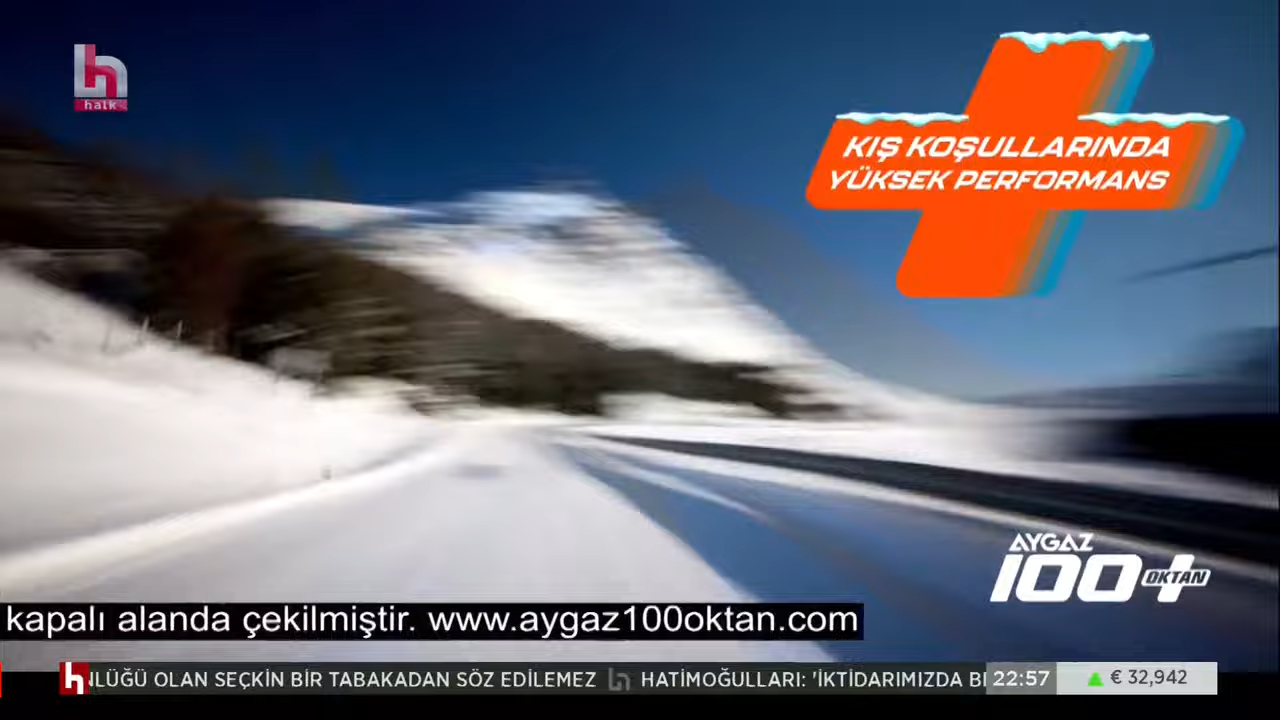 h
halk
KIŞ KOŞULLARINDA
YÜKSEK PERFORMANS
AYGAZ
100+
OKTAN
kapalı alanda çekilmiştir. www.aygaz100oktan.com
h NLÜĞÜ OLAN SEÇKİN BİR TABAKADAN SÖZ EDİLEMEZ h HATİMOĞULLARI: 'İKTİDARIMIZDA Bİ 22:57 € 32,942